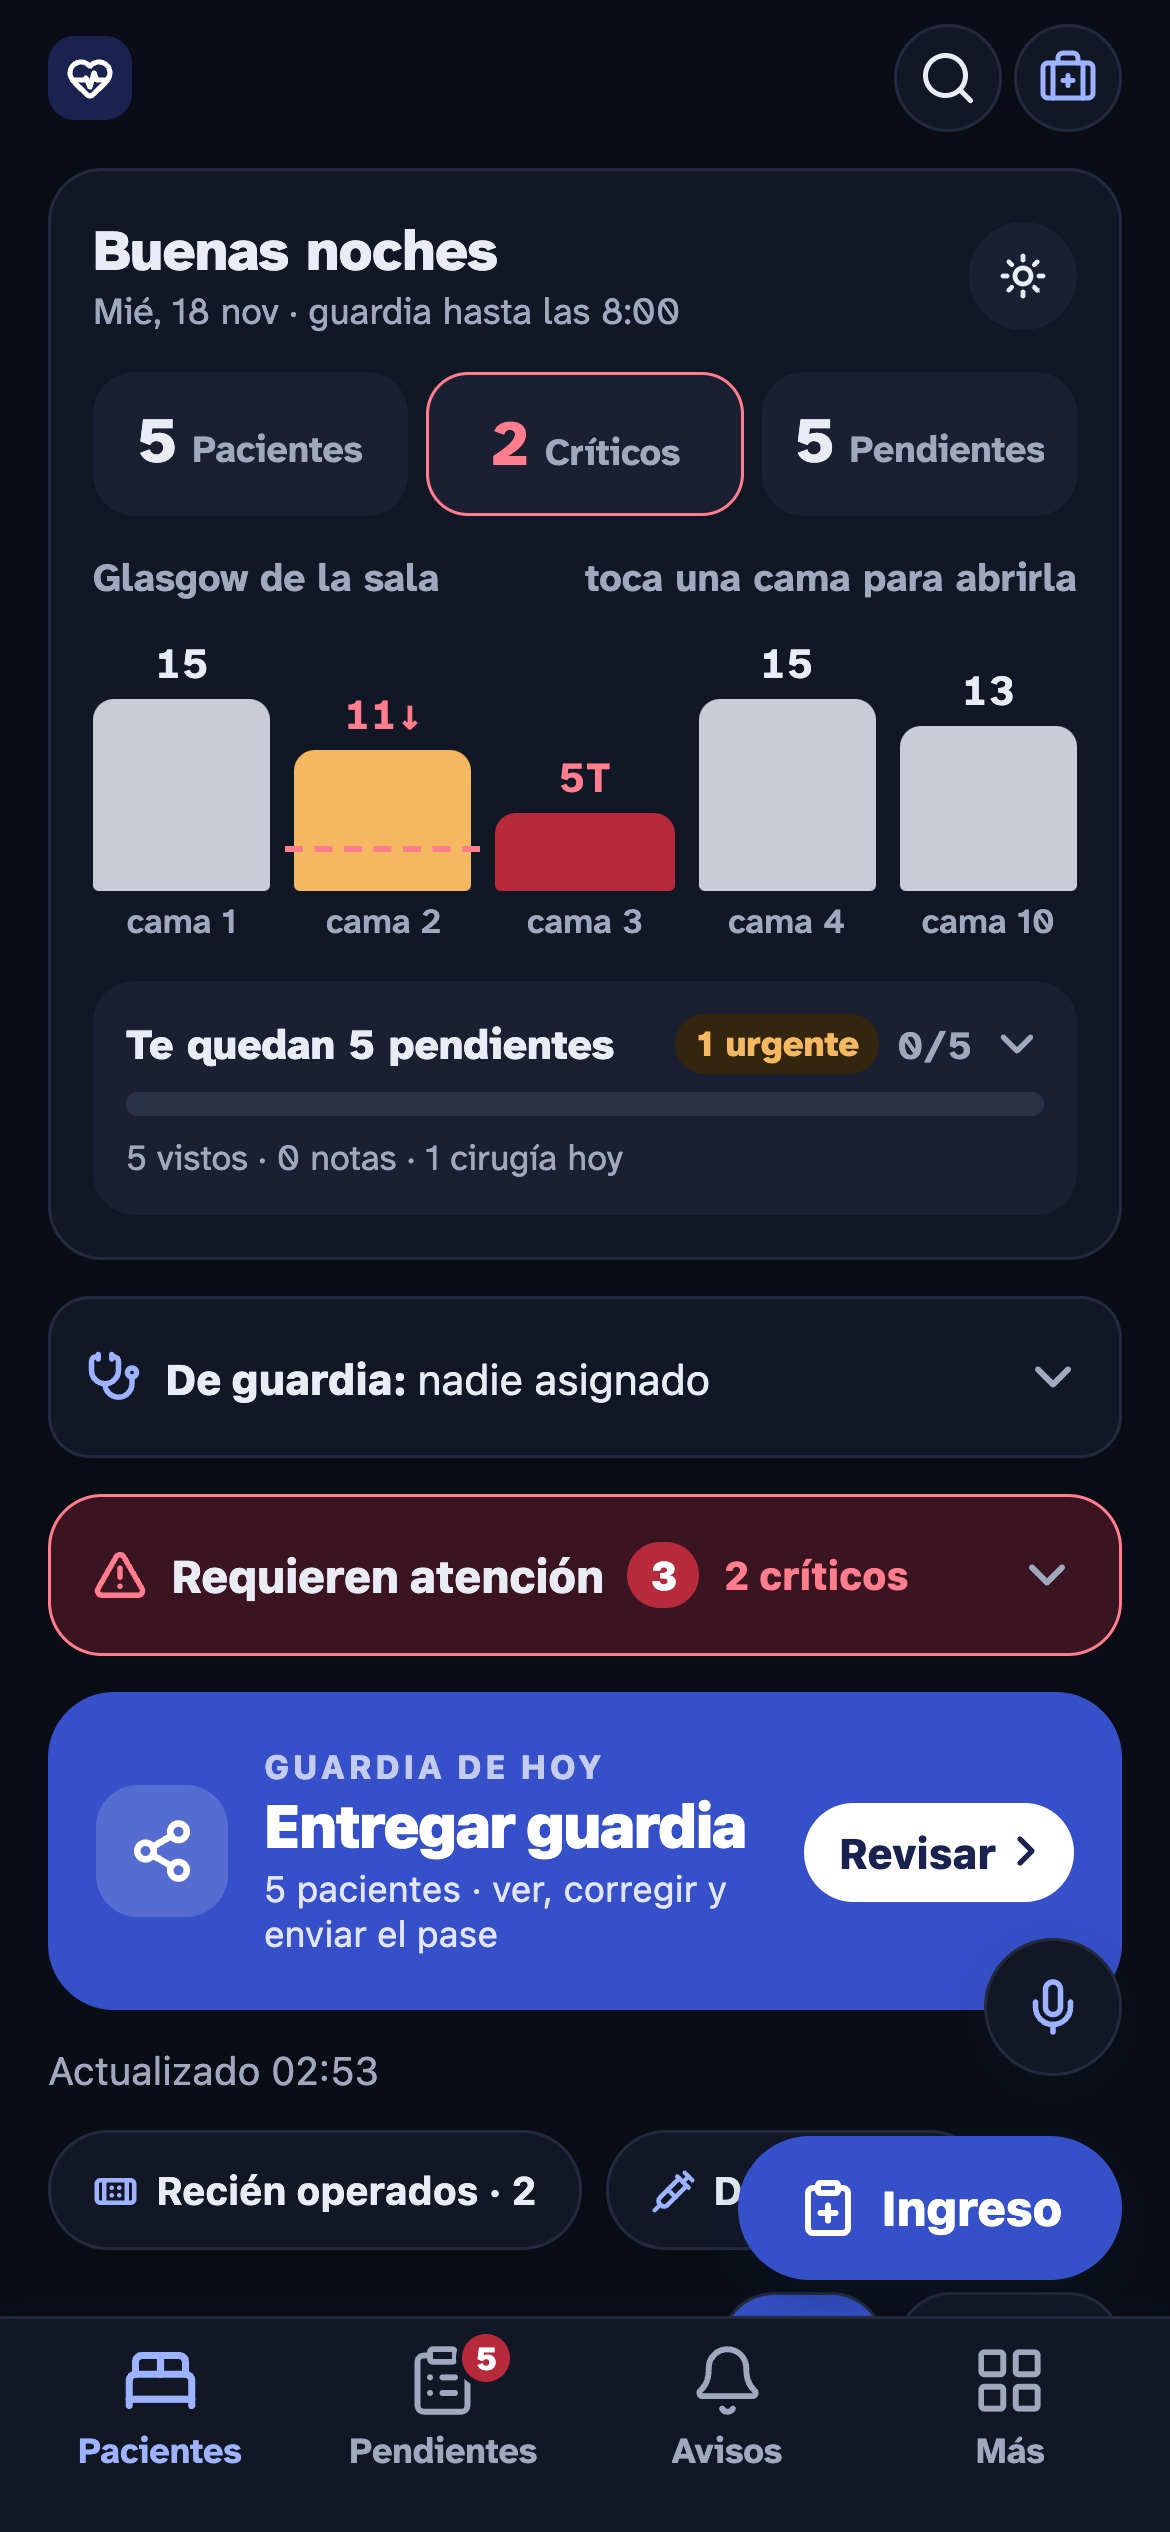 Buenas noches
Mié, 18 nov · guardia hasta las 8:00
5 Pacientes
2 Críticos
5 Pendientes
Glasgow de la sala
toca una cama para abrirla
15
11↓
5T
15
13
cama 1
cama 2
cama 3
cama 4
cama 10
Te quedan 5 pendientes
1 urgente
0/5
5 vistos · 0 notas · 1 cirugía hoy
De guardia: nadie asignado
Requieren atención 3 2 críticos
GUARDIA DE HOY
Entregar guardia
5 pacientes · ver, corregir y
enviar el pase
Revisar
Actualizado 02:53
Recién operados · 2
Ingreso
5
Pacientes
Pendientes
Avisos
Más